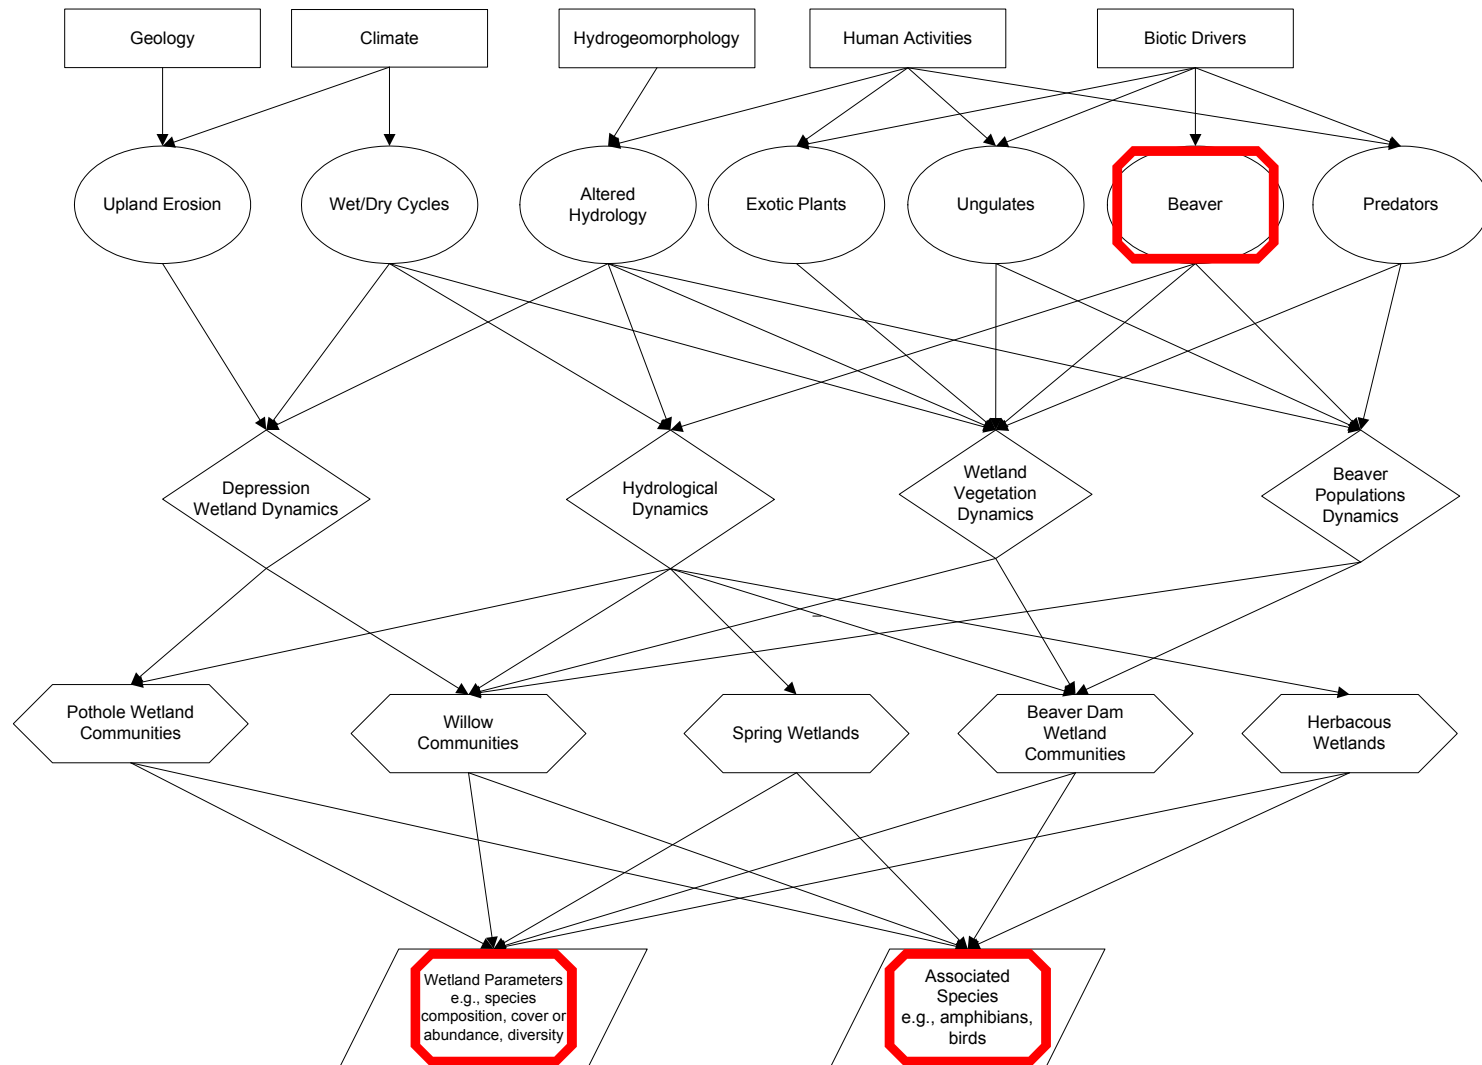 Geology
Climate
Hydrogeomorphology
Human Activities
Biotic Drivers
Upland Erosion
Wet/Dry Cycles
Altered
Hydrology
Exotic Plants
Ungulates
Beaver
Predators
Depression
Wetland Dynamics
Hydrological
Dynamics
Wetland
Vegetation
Dynamics
Beaver
Populations
Dynamics
Pothole Wetland
Communities
Willow
Communities
Spring Wetlands
Beaver Dam
Wetland
Communities
Herbacous
Wetlands
Wetland Parameters
e.g., species
composition, cover or
abundance, diversity
Associated
Species
e.g., amphibians,
birds